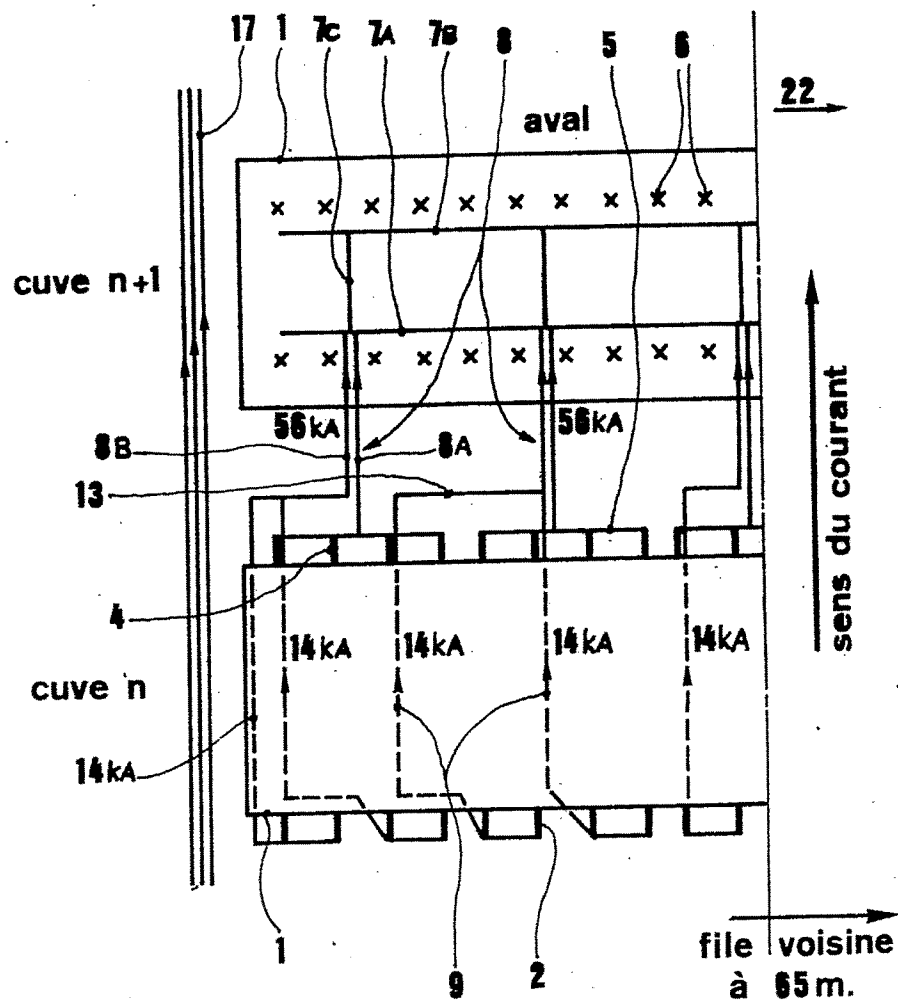 17 1 7C 7A 7B 8 5 6
22
aval
cuve n+1
56kA 56kA
8B 8A
13
sens du courant
4
14kA 14kA 14kA 14kA
cuve n
14kA
1 9 2
file voisine
à 65m.